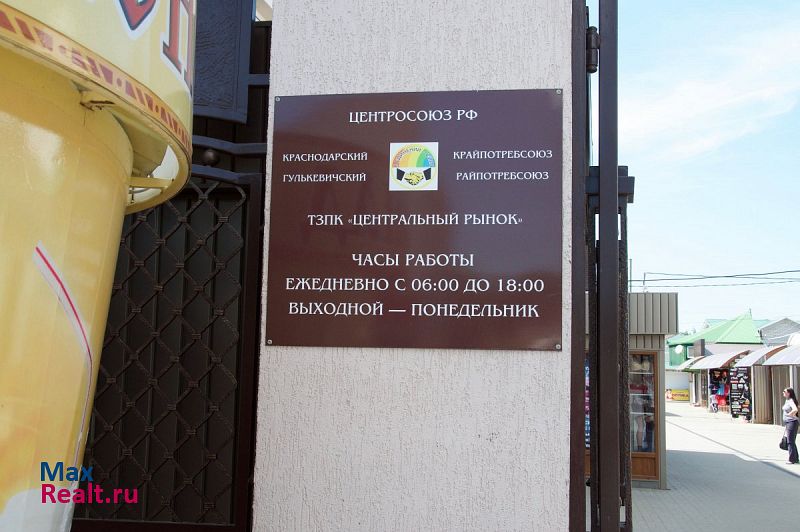 ЦЕНТРОСОЮЗ РФ
КРАСНОДАРСКИЙ КРАЙПОТРЕБСОЮЗ
ГУЛЬКЕВИЧСКИЙ РАЙПОТРЕБСОЮЗ
ТЗПК «ЦЕНТРАЛЬНЫЙ РЫНОК»
ЧАСЫ РАБОТЫ
ЕЖЕДНЕВНО С 06:00 ДО 18:00
ВЫХОДНОЙ — ПОНЕДЕЛЬНИК
Max
Realt.ru